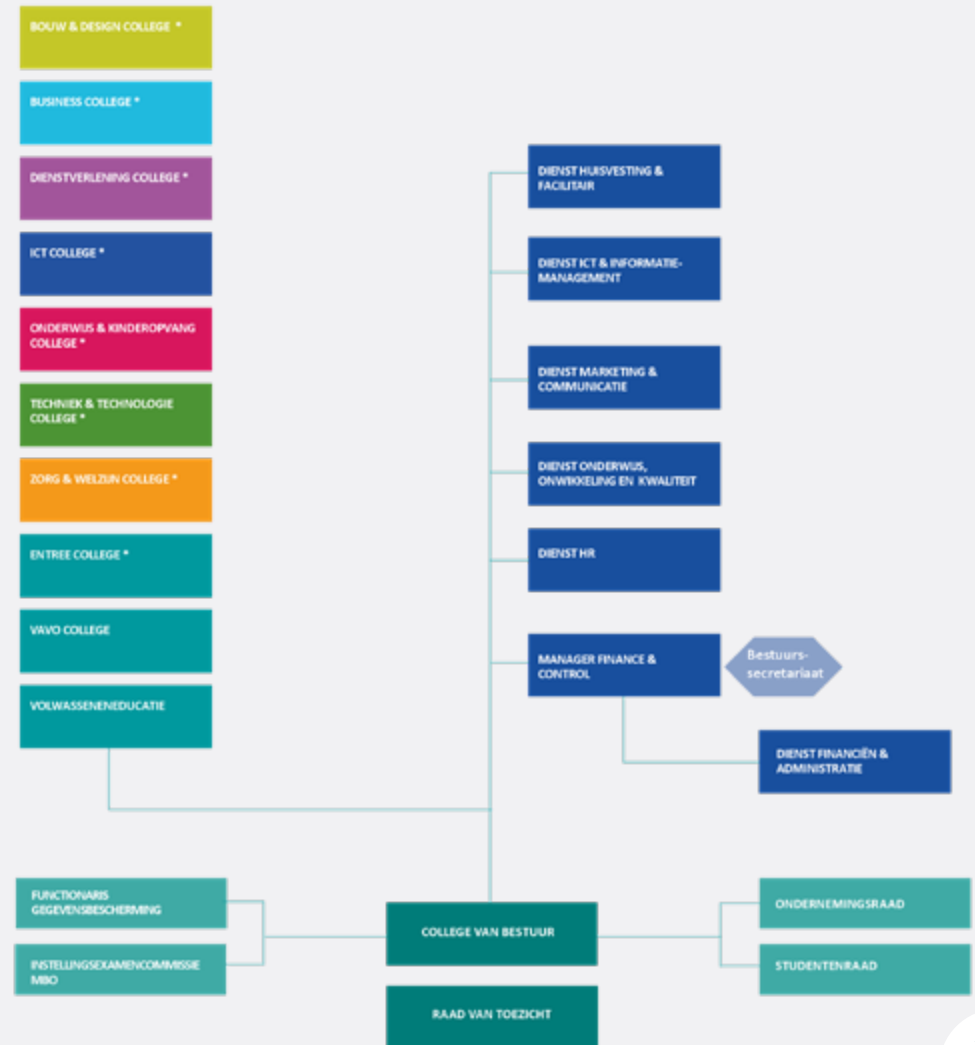 BOUW & DESIGN COLLEGE *
BUSINESS COLLEGE *
DIENSTVERLENING COLLEGE *
ICT COLLEGE *
ONDERWIJS & KINDEROPVANG
COLLEGE *
TECHNIEK & TECHNOLOGIE
COLLEGE *
ZORG & WELZIJN COLLEGE *
ENTREE COLLEGE *
VAVO COLLEGE
VOLWASSENENEDUCATIE
DIENST HUISVESTING &
FACILITAIR
DIENST ICT & INFORMATIE-
MANAGEMENT
DIENST MARKETING &
COMMUNICATIE
DIENST ONDERWIJS,
ONWIKKELING EN KWALITEIT
DIENST HR
MANAGER FINANCE &
CONTROL
Bestuurs-
secretariaat
DIENST FINANCIËN &
ADMINISTRATIE
FUNCTIONARIS
GEGEVENSBESCHERMING
INSTELLINGSEXAMENCOMMISSIE
MBO
COLLEGE VAN BESTUUR
RAAD VAN TOEZICHT
ONDERNEMINGSRAAD
STUDENTENRAAD